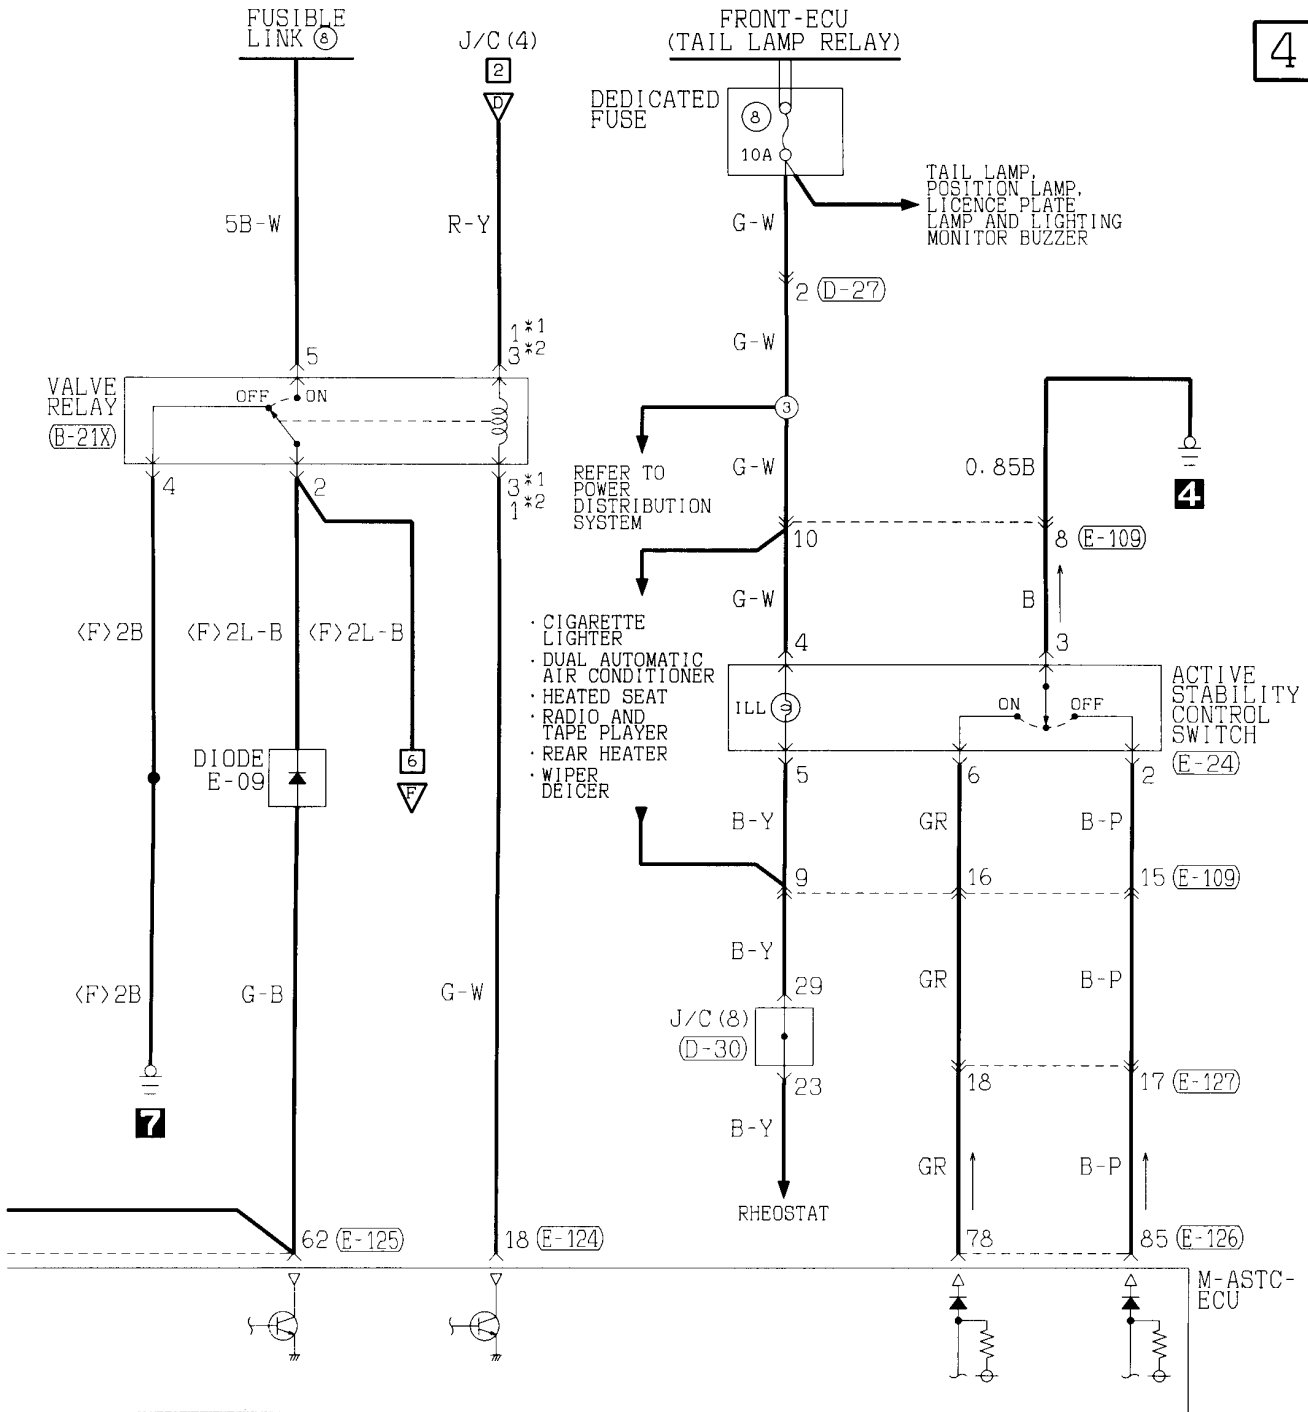 FUSIBLE
LINK 8
J/C(4)
2
D
FRONT-ECU
(TAIL LAMP RELAY)
4
DEDICATED
FUSE
8
10A
TAIL LAMP,
POSITION LAMP,
LICENCE PLATE
LAMP AND LIGHTING
MONITOR BUZZER
5B-W
R-Y
G-W
2 (D-27)
G-W
5
1*1
3*2
VALVE
RELAY
(B-21X)
OFF
ON
3
4
2
3*1
1*2
REFER TO
POWER
DISTRIBUTION
SYSTEM
G-W
0.85B
4
10
8 (E-109)
G-W
B
<F>2B
<F>2L-B
<F>2L-B
· CIGARETTE
LIGHTER
· DUAL AUTOMATIC
AIR CONDITIONER
· HEATED SEAT
· RADIO AND
TAPE PLAYER
· REAR HEATER
· WIPER
DEICER
4
3
ILL
ON
OFF
ACTIVE
STABILITY
CONTROL
SWITCH
(E-24)
DIODE
E-09
6
F
5
6
2
B-Y
GR
B-P
9
16
15 (E-109)
B-Y
GR
B-P
<F>2B
G-B
G-W
29
J/C(8)
(D-30)
23
18
17 (E-127)
7
B-Y
GR
B-P
RHEOSTAT
62 (E-125)
18 (E-124)
78
85 (E-126)
M-ASTC-
ECU